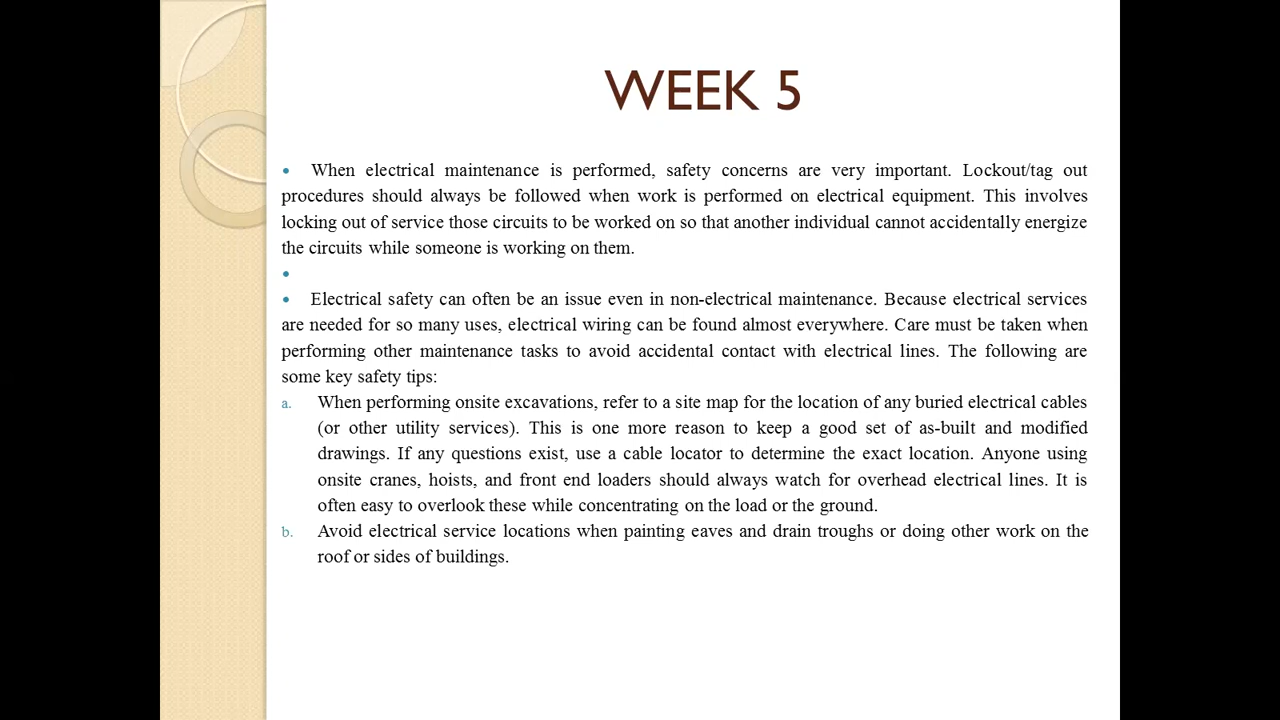 WEEK 5
• When electrical maintenance is performed, safety concerns are very important. Lockout/tag out
procedures should always be followed when work is performed on electrical equipment. This involves
locking out of service those circuits to be worked on so that another individual cannot accidentally energize
the circuits while someone is working on them.
•
• Electrical safety can often be an issue even in non-electrical maintenance. Because electrical services
are needed for so many uses, electrical wiring can be found almost everywhere. Care must be taken when
performing other maintenance tasks to avoid accidental contact with electrical lines. The following are
some key safety tips:
a. When performing onsite excavations, refer to a site map for the location of any buried electrical cables
(or other utility services). This is one more reason to keep a good set of as-built and modified
drawings. If any questions exist, use a cable locator to determine the exact location. Anyone using
onsite cranes, hoists, and front end loaders should always watch for overhead electrical lines. It is
often easy to overlook these while concentrating on the load or the ground.
b. Avoid electrical service locations when painting eaves and drain troughs or doing other work on the
roof or sides of buildings.